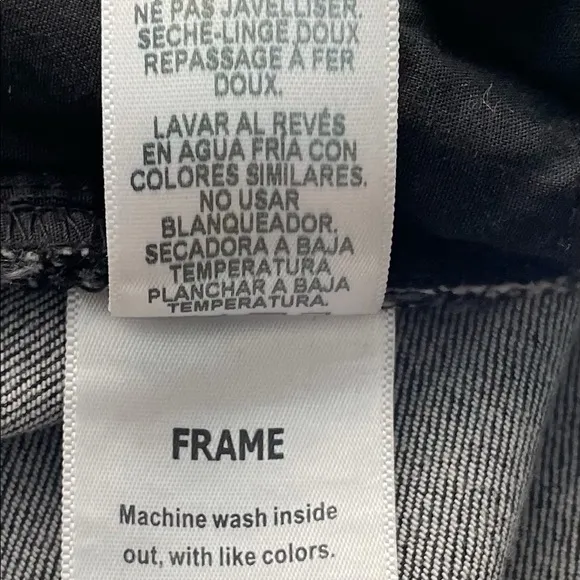 NE PAS JAVELLISER.
SECHE-LINGE DOUX
REPASSAGE À FER
DOUX.
LAVAR AL REVÉS
EN AGUA FRÍA CON
COLORES SIMILARES.
NO USAR
BLANQUEADOR.
SECADORA A BAJA
TEMPERATURA
PLANCHAR A BAJA
TEMPERATURA.
FRAME
Machine wash inside
out, with like colors.